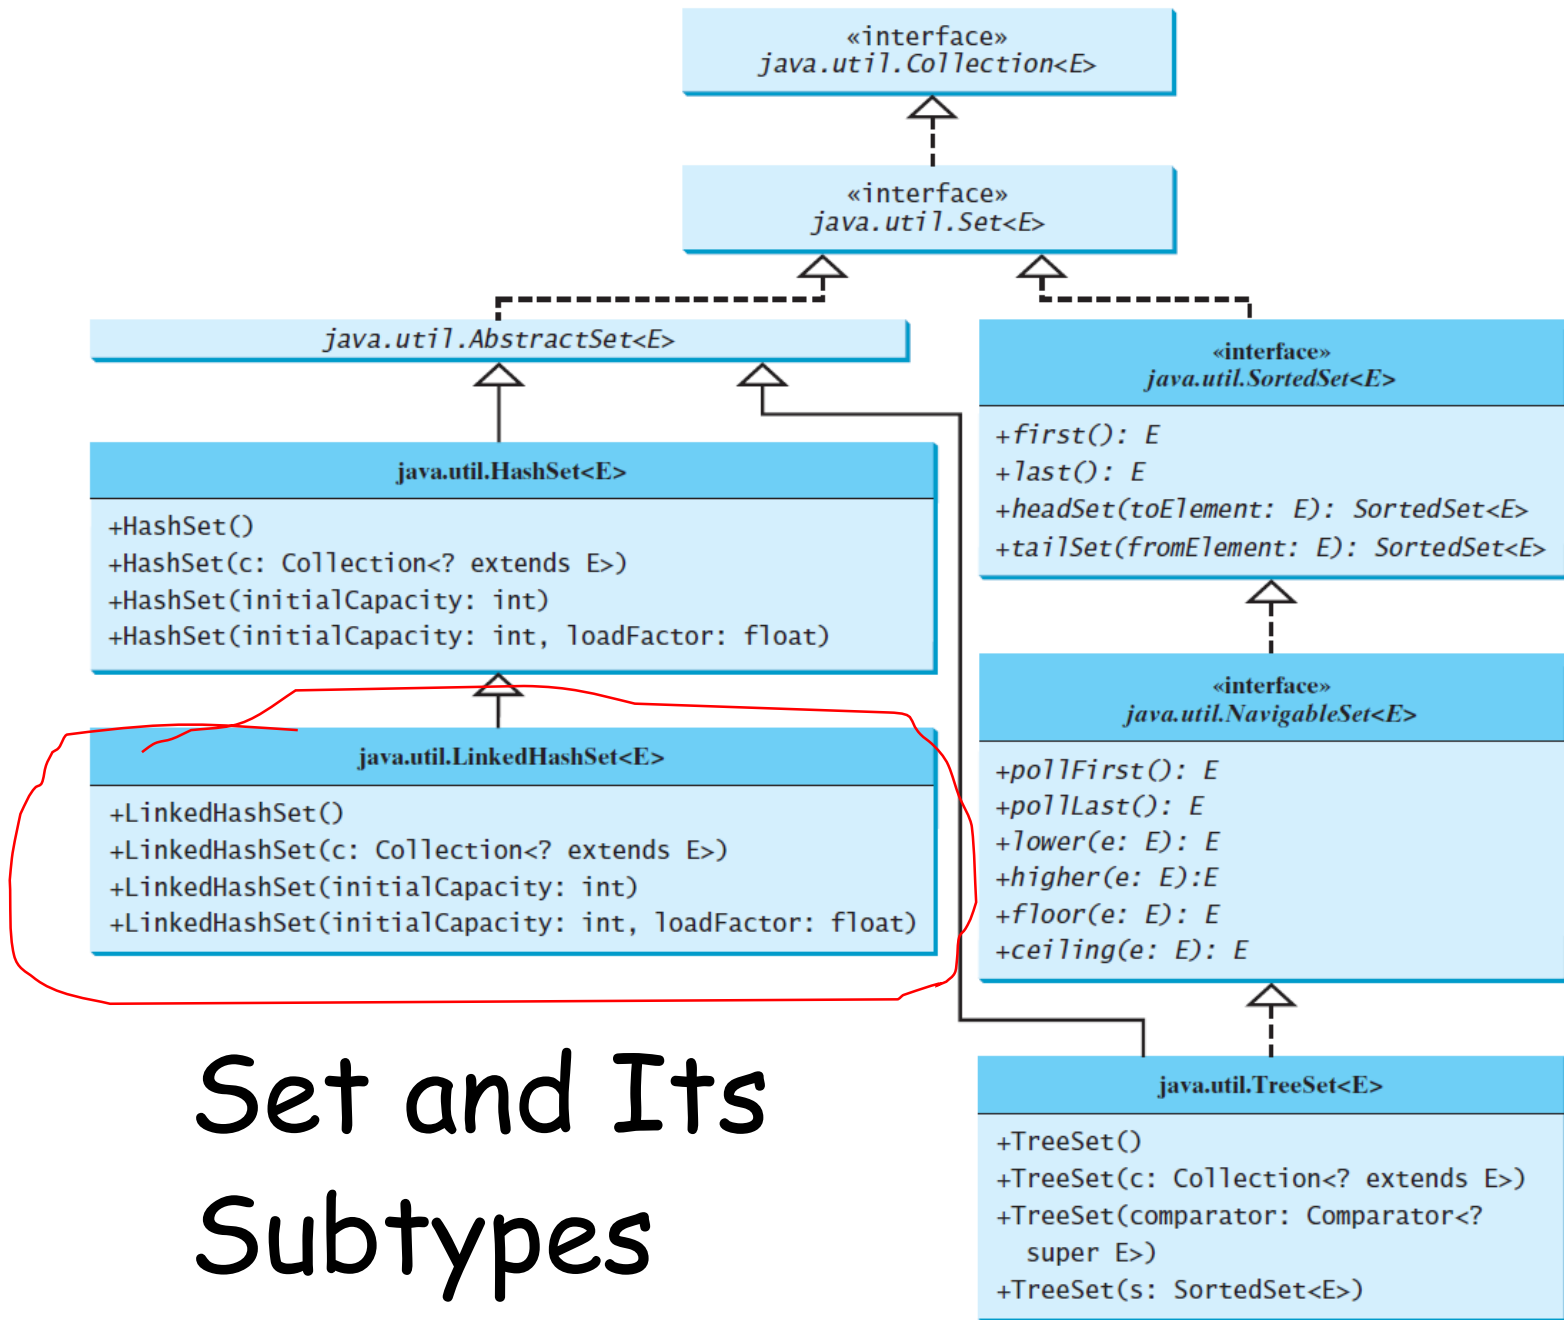 «interface»
java.util.Collection<E>
«interface»
java.util.Set<E>
java.util.AbstractSet<E>
«interface»
java.util.SortedSet<E>
+first(): E
+last(): E
+headSet(toElement: E): SortedSet<E>
+tailSet(fromElement: E): SortedSet<E>
java.util.HashSet<E>
+HashSet()
+HashSet(c: Collection<? extends E>)
+HashSet(initialCapacity: int)
+HashSet(initialCapacity: int, loadFactor: float)
«interface»
java.util.NavigableSet<E>
+pollFirst(): E
+pollLast(): E
+lower(e: E): E
+higher(e: E):E
+floor(e: E): E
+ceiling(e: E): E
java.util.LinkedHashSet<E>
+LinkedHashSet()
+LinkedHashSet(c: Collection<? extends E>)
+LinkedHashSet(initialCapacity: int)
+LinkedHashSet(initialCapacity: int, loadFactor: float)
java.util.TreeSet<E>
+TreeSet()
+TreeSet(c: Collection<? extends E>)
+TreeSet(comparator: Comparator<?
super E>)
+TreeSet(s: SortedSet<E>)
Set and Its
Subtypes